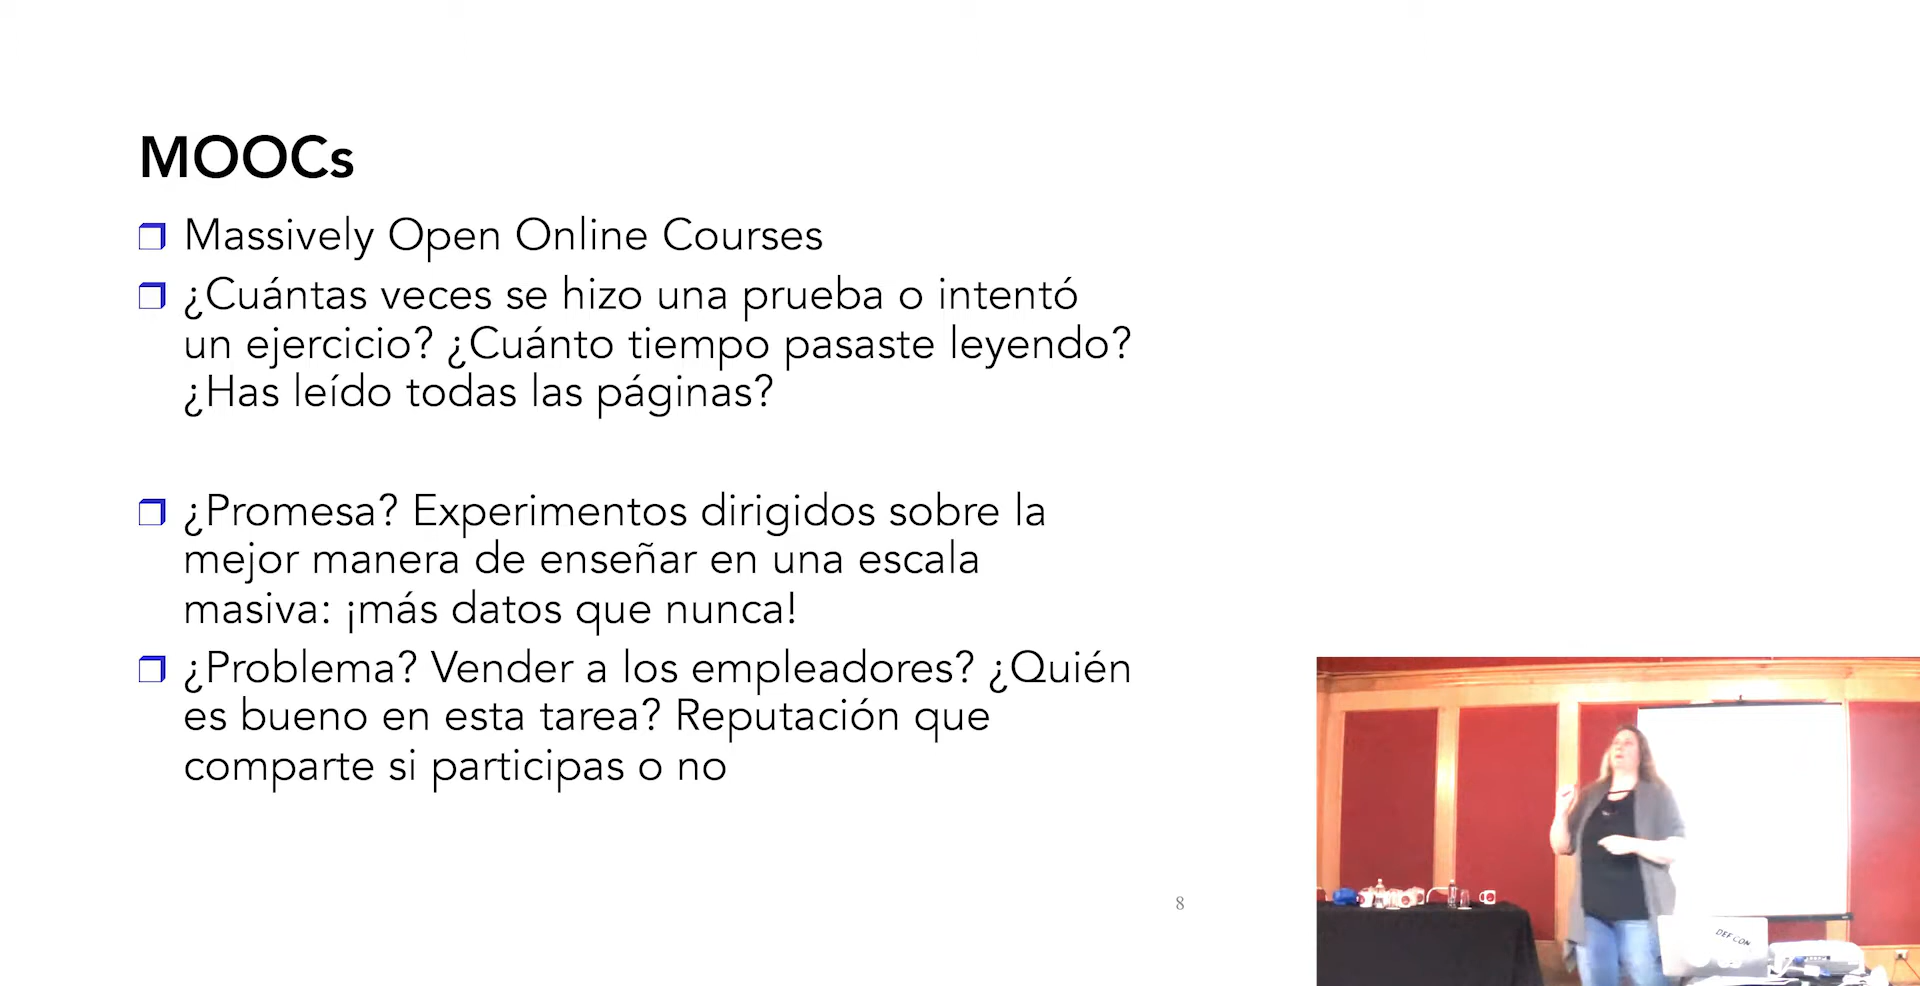 MOOCs
Massively Open Online Courses
¿Cuántas veces se hizo una prueba o intentó
un ejercicio? ¿Cuánto tiempo pasaste leyendo?
¿Has leído todas las páginas?
¿Promesa? Experimentos dirigidos sobre la
mejor manera de enseñar en una escala
masiva: ¡más datos que nunca!
¿Problema? Vender a los empleadores? ¿Quién
es bueno en esta tarea? Reputación que
comparte si participas o no
8
DEFCON